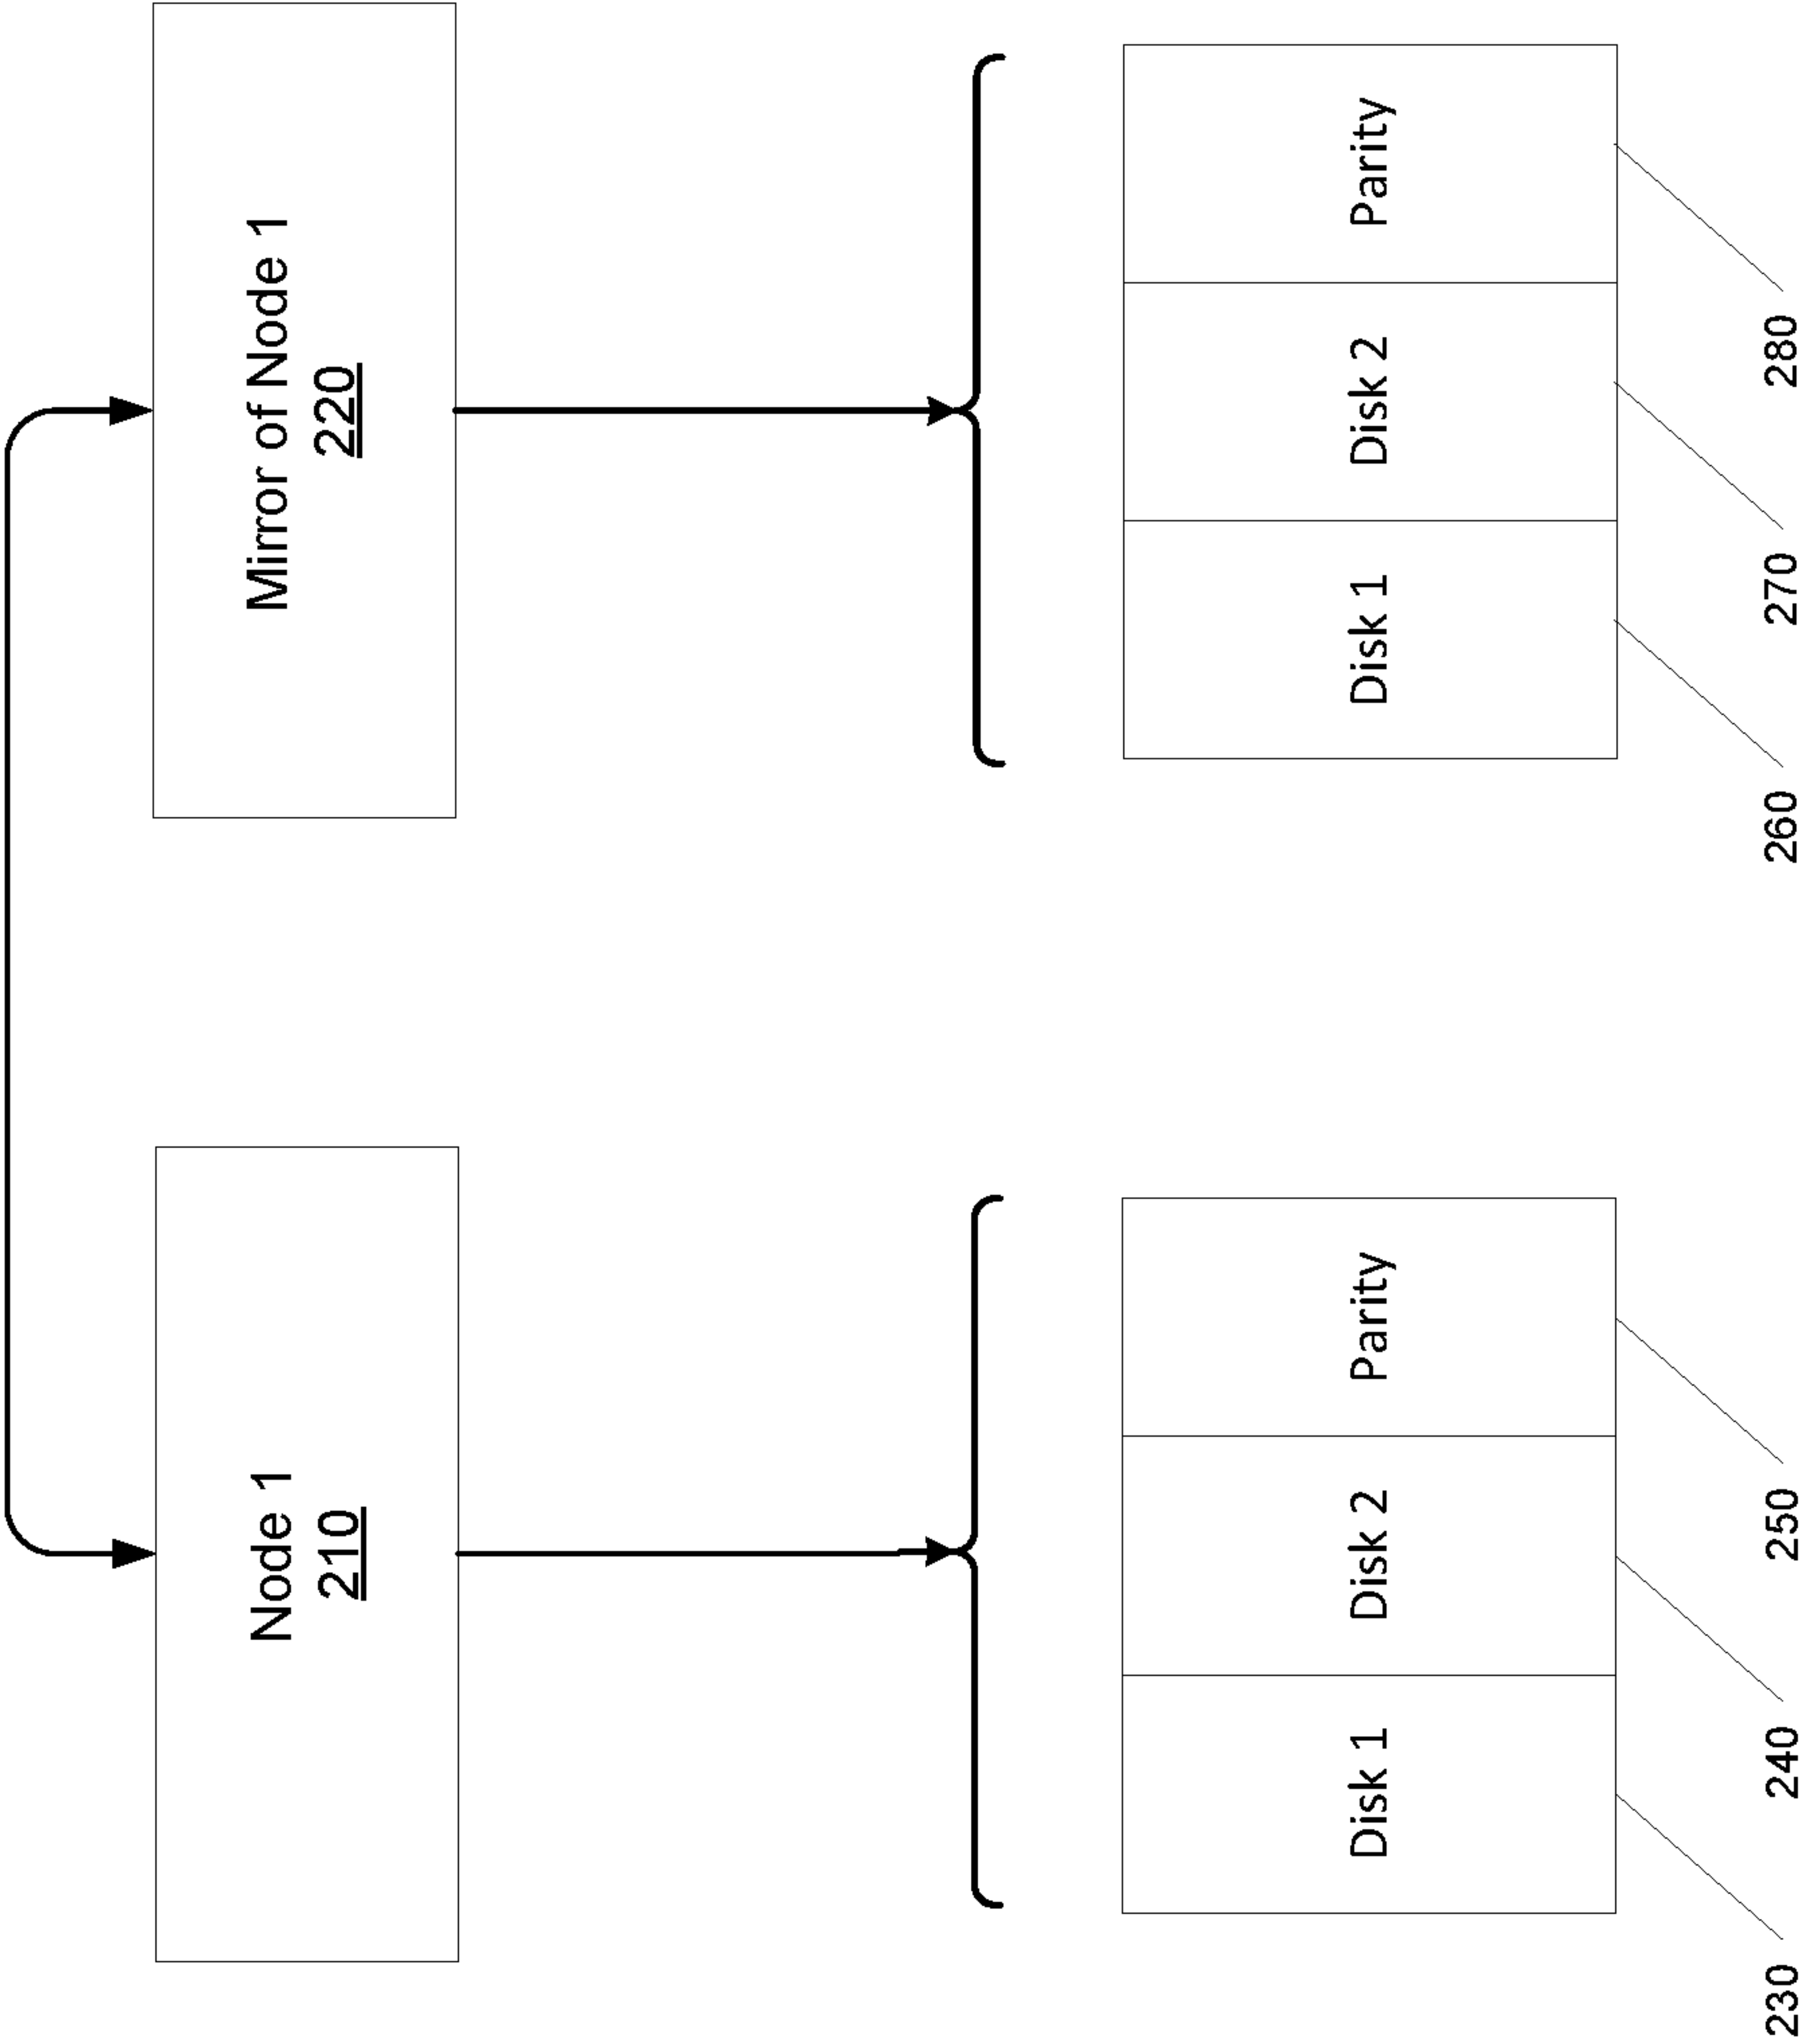 Node 1
210
Mirror of Node 1
220
Disk 1
Disk 2
Parity
Disk 1
Disk 2
Parity
230
240
250
260
270
280